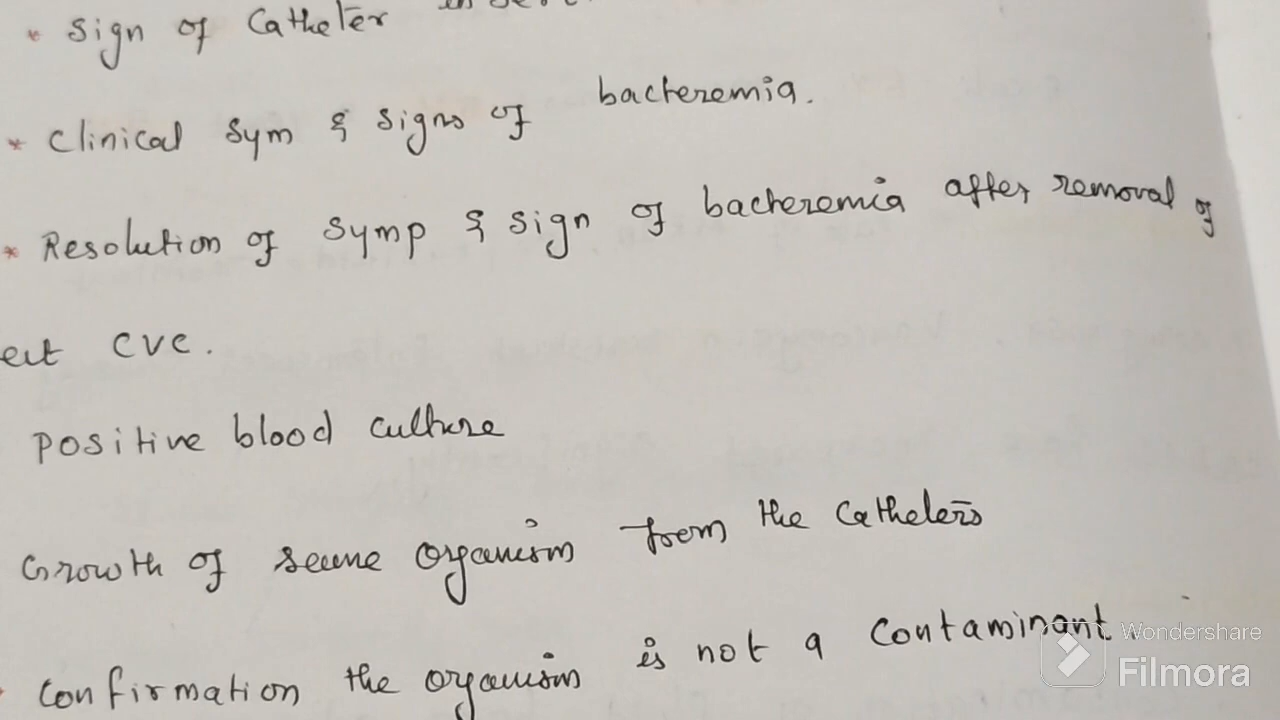 * Sign of Catheter
* Clinical Sym & Signs of bacteremia.
* Resolution of Symp & Sign of bacteremia after removal of
CVC.
Positive blood culture
Growth of same organism from the Catheters
Confirmation the organism is not a Contaminant.
Wondershare
Filmora